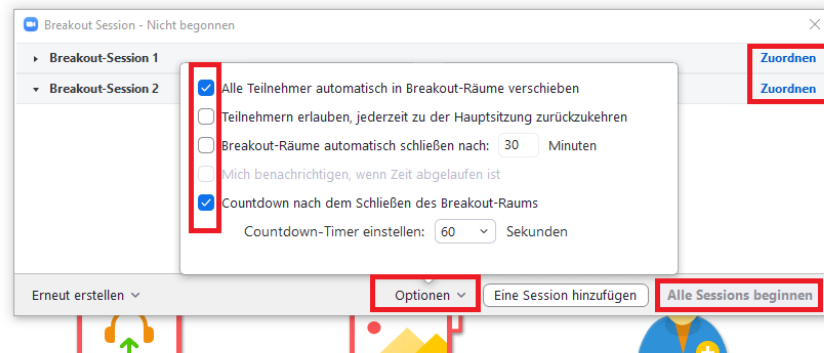 Breakout Session - Nicht begonnen
Breakout-Session 1 Zuordnen
Breakout-Session 2 Zuordnen
Alle Teilnehmer automatisch in Breakout-Räume verschieben
Teilnehmern erlauben, jederzeit zu der Hauptsitzung zurückzukehren
Breakout-Räume automatisch schließen nach: 30 Minuten
Mich benachrichtigen, wenn Zeit abgelaufen ist
Countdown nach dem Schließen des Breakout-Raums
Countdown-Timer einstellen: 60 Sekunden
Erneut erstellen Optionen Eine Session hinzufügen Alle Sessions beginnen